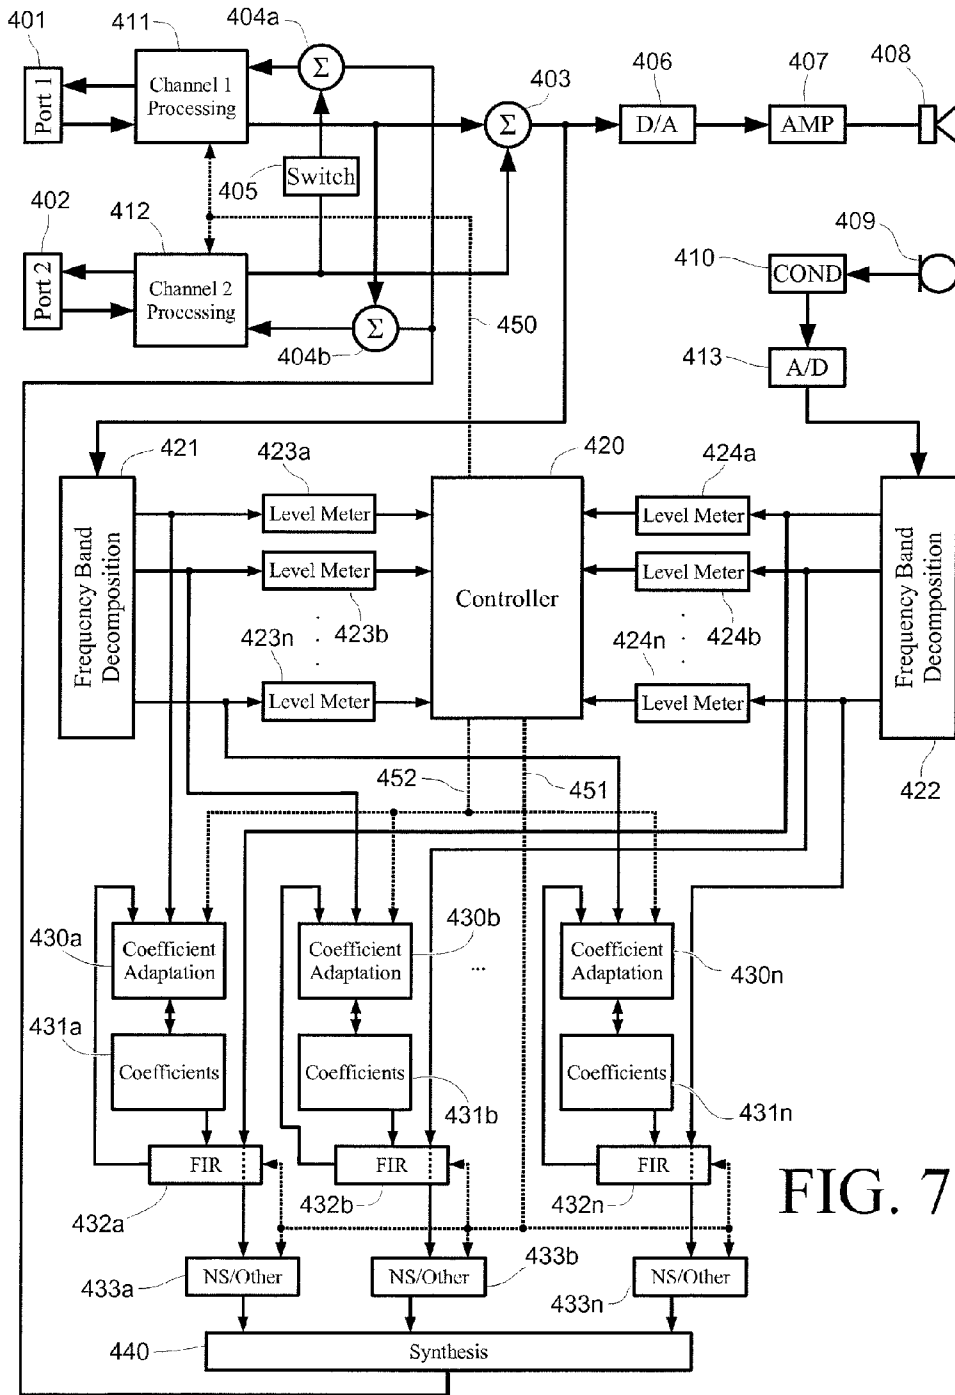 401
411
404a
403
406
407
408
Port 1
Channel 1
Processing
Σ
Σ
D/A
AMP
405
Switch
402
412
409
410
Port 2
Channel 2
Processing
COND
Σ
404b
450
413
A/D
421
423a
420
424a
Frequency Band
Decomposition
Level Meter
Level Meter
Level Meter
Level Meter
Controller
423n
423b
424n
424b
Level Meter
Level Meter
Frequency Band
Decomposition
452
451
422
430a
Coefficient
Adaptation
Coefficient
Adaptation
430b
...
Coefficient
Adaptation
430n
431a
Coefficients
Coefficients
431b
Coefficients
431n
FIR
FIR
FIR
432a
432b
432n
FIG. 7
433a
NS/Other
NS/Other
433b
NS/Other
433n
440
Synthesis